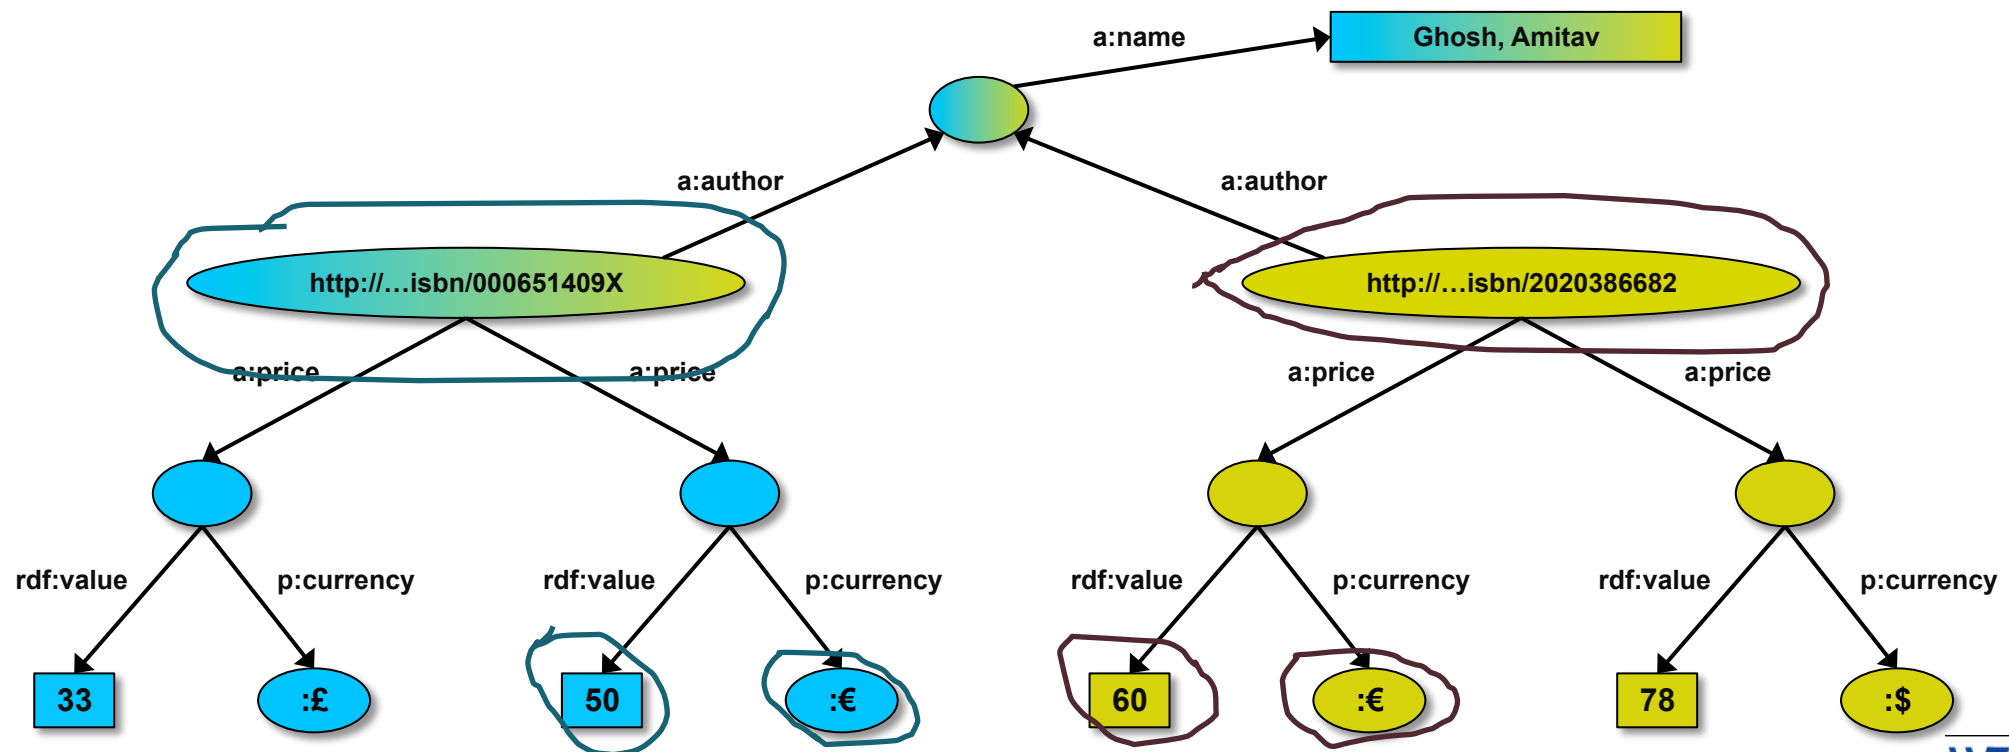 a:name
Ghosh, Amitav
a:author
a:author
http://...isbn/000651409X
http://...isbn/2020386682
a:price
a:price
a:price
a:price
rdf:value
p:currency
rdf:value
p:currency
rdf:value
p:currency
rdf:value
p:currency
33
:£
50
:€
60
:€
78
:$